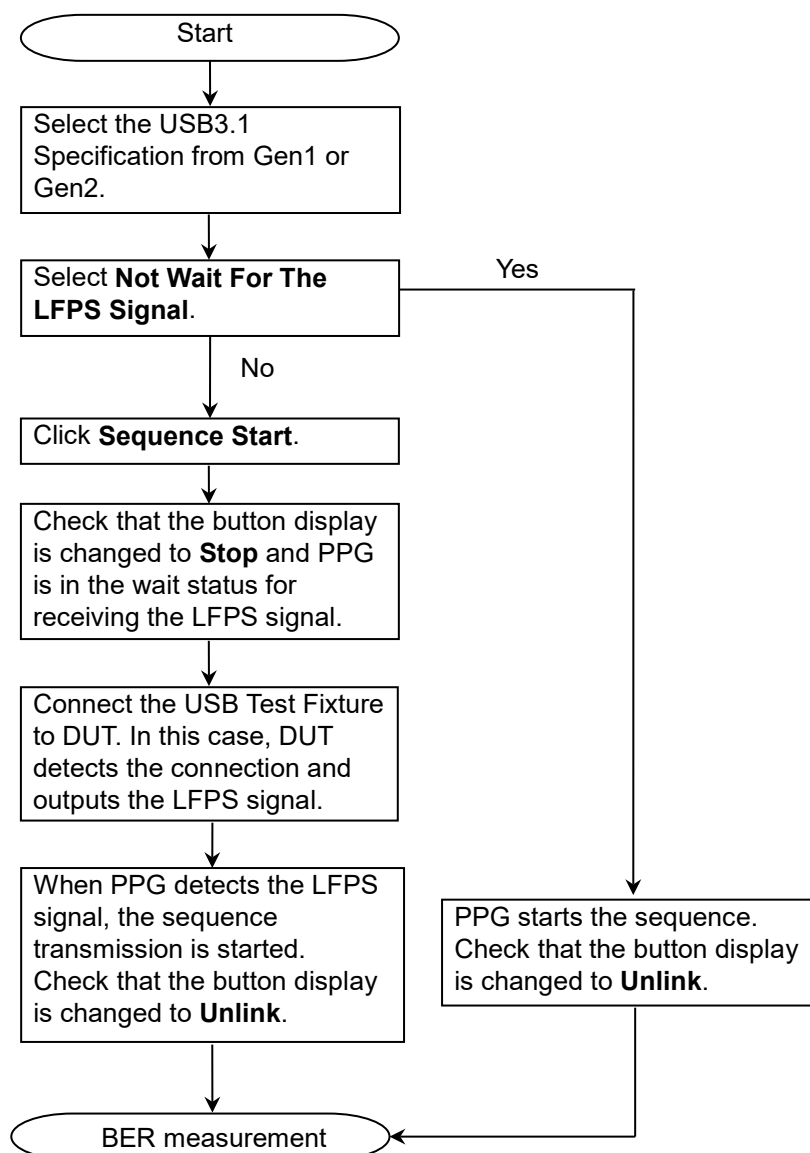 Start
Select the USB3.1
Specification from Gen1 or
Gen2.
Select Not Wait For The
LFPS Signal.
Yes
No
Click Sequence Start.
Check that the button display
is changed to Stop and PPG
is in the wait status for
receiving the LFPS signal.
Connect the USB Test Fixture
to DUT. In this case, DUT
detects the connection and
outputs the LFPS signal.
When PPG detects the LFPS
signal, the sequence
transmission is started.
Check that the button display
is changed to Unlink.
PPG starts the sequence.
Check that the button display
is changed to Unlink.
BER measurement